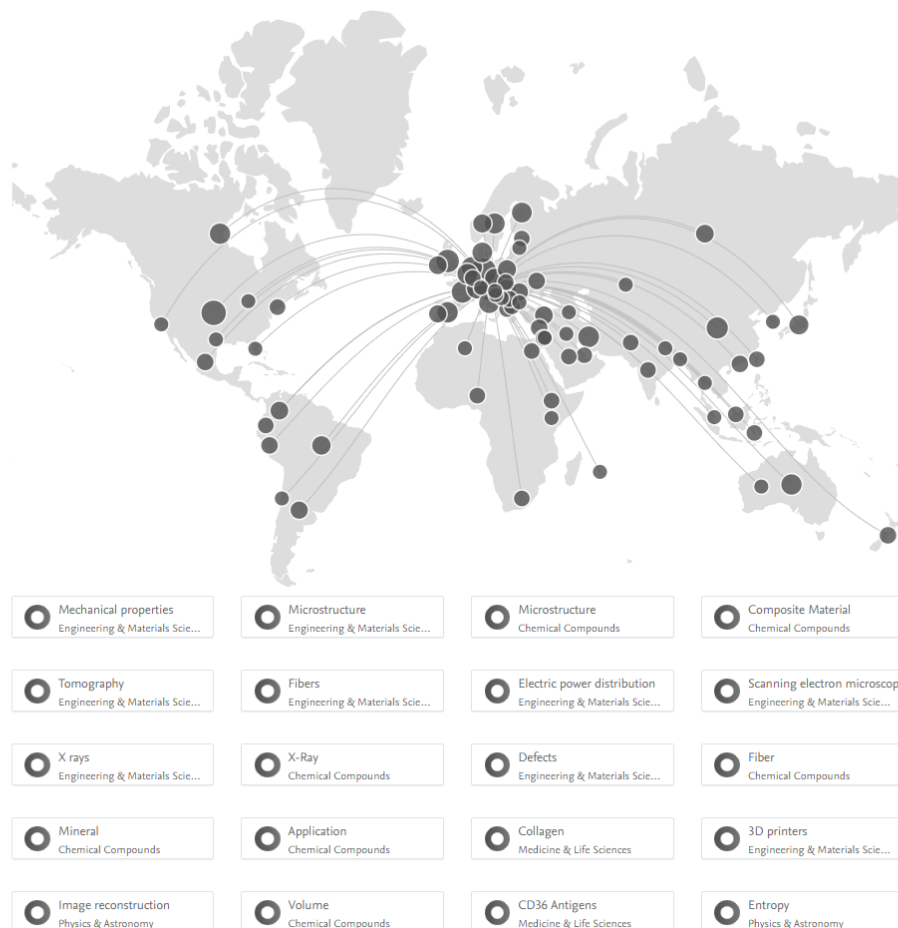 Mechanical properties
Engineering & Materials Scie...
Microstructure
Engineering & Materials Scie...
Microstructure
Chemical Compounds
Composite Material
Chemical Compounds
Tomography
Engineering & Materials Scie...
Fibers
Engineering & Materials Scie...
Electric power distribution
Engineering & Materials Scie...
Scanning electron microscop
Engineering & Materials Scie...
X rays
Engineering & Materials Scie...
X-Ray
Chemical Compounds
Defects
Engineering & Materials Scie...
Fiber
Chemical Compounds
Mineral
Chemical Compounds
Application
Chemical Compounds
Collagen
Medicine & Life Sciences
3D printers
Engineering & Materials Scie...
Image reconstruction
Physics & Astronomy
Volume
Chemical Compounds
CD36 Antigens
Medicine & Life Sciences
Entropy
Physics & Astronomy